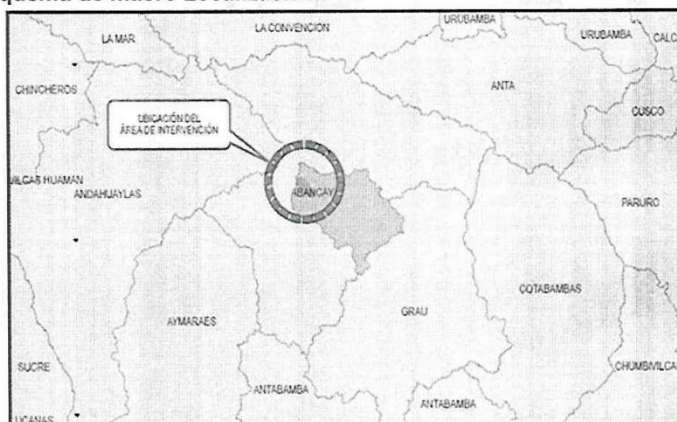 quema de Macro Localización
URUBAMBA
LA CONVENCION
LA MAR
URUBAMBA
CALC
CHINCHEROS
ANTA
CUSCO
UBICACIÓN DEL
ÁREA DE INTERVENCIÓN
ILCAS HUAMAN
ANDAHUAYLAS
ABANCAY
PARURO
COTABAMBAS
GRAU
AYMARAES
SUCRE
CHUMBIVILCA
ANTABAMBA
ANTABAMBA
LUCANAS